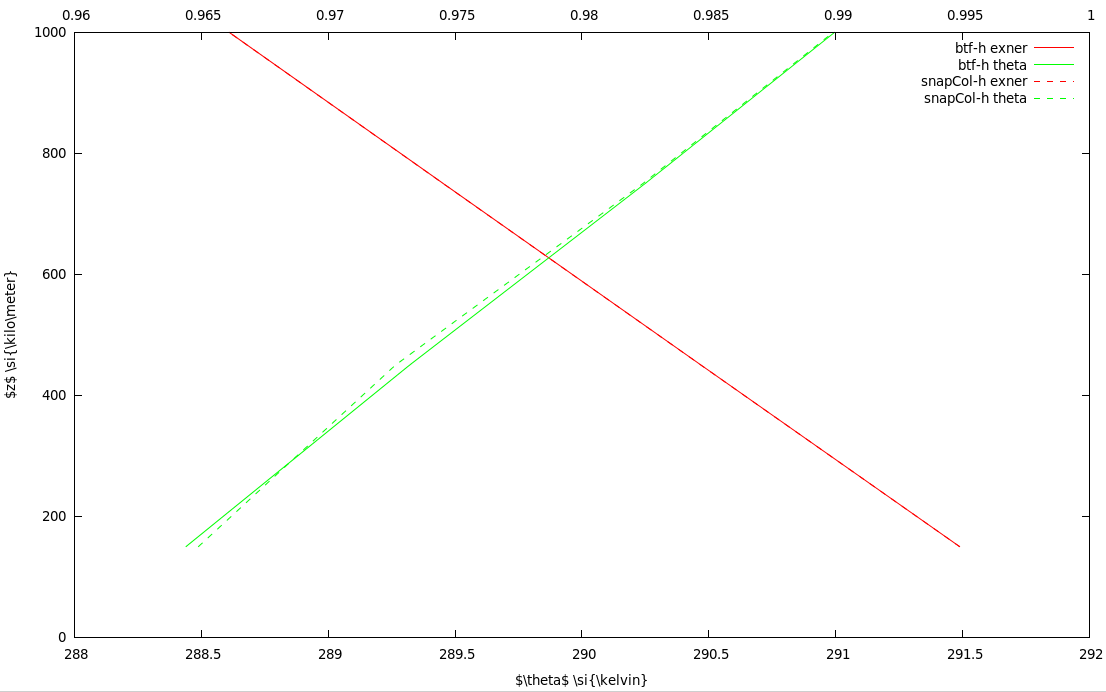 0.96 0.965 0.97 0.975 0.98 0.985 0.99 0.995 1
1000
800
600
400
200
0
$z$ \si{\kilo\meter}
btf-h exner
btf-h theta
snapCol-h exner
snapCol-h theta
288 288.5 289 289.5 290 290.5 291 291.5 292
$\theta$ \si{\kelvin}